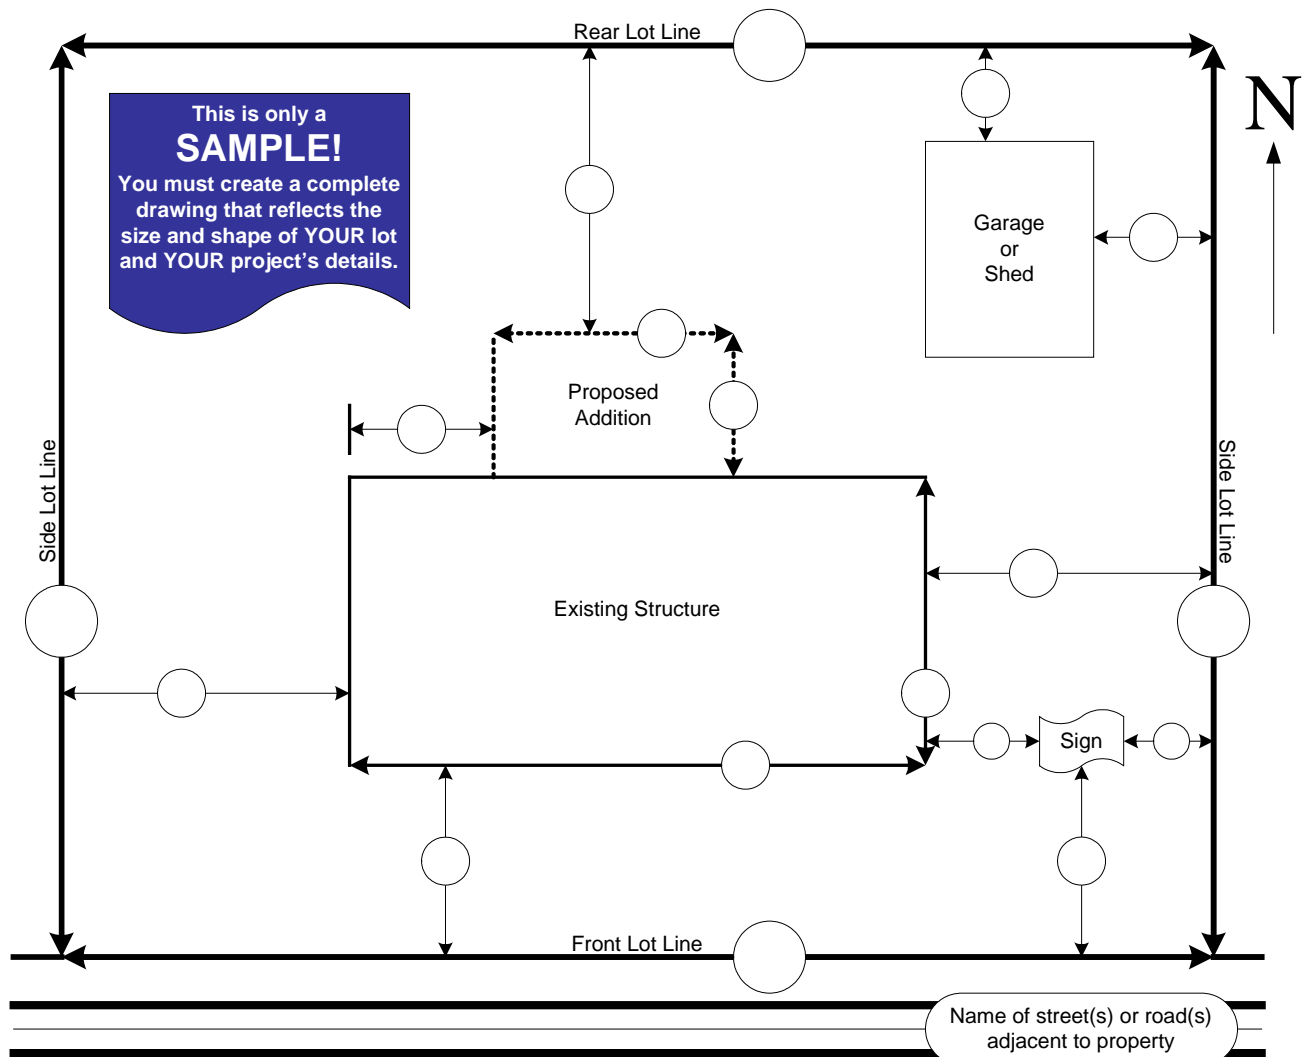 Rear Lot Line
This is only a
SAMPLE!
You must create a complete
drawing that reflects the
size and shape of YOUR lot
and YOUR project's details.
N
Garage
or
Shed
Proposed
Addition
Side Lot Line
Side Lot Line
Existing Structure
Sign
Front Lot Line
Name of street(s) or road(s)
adjacent to property